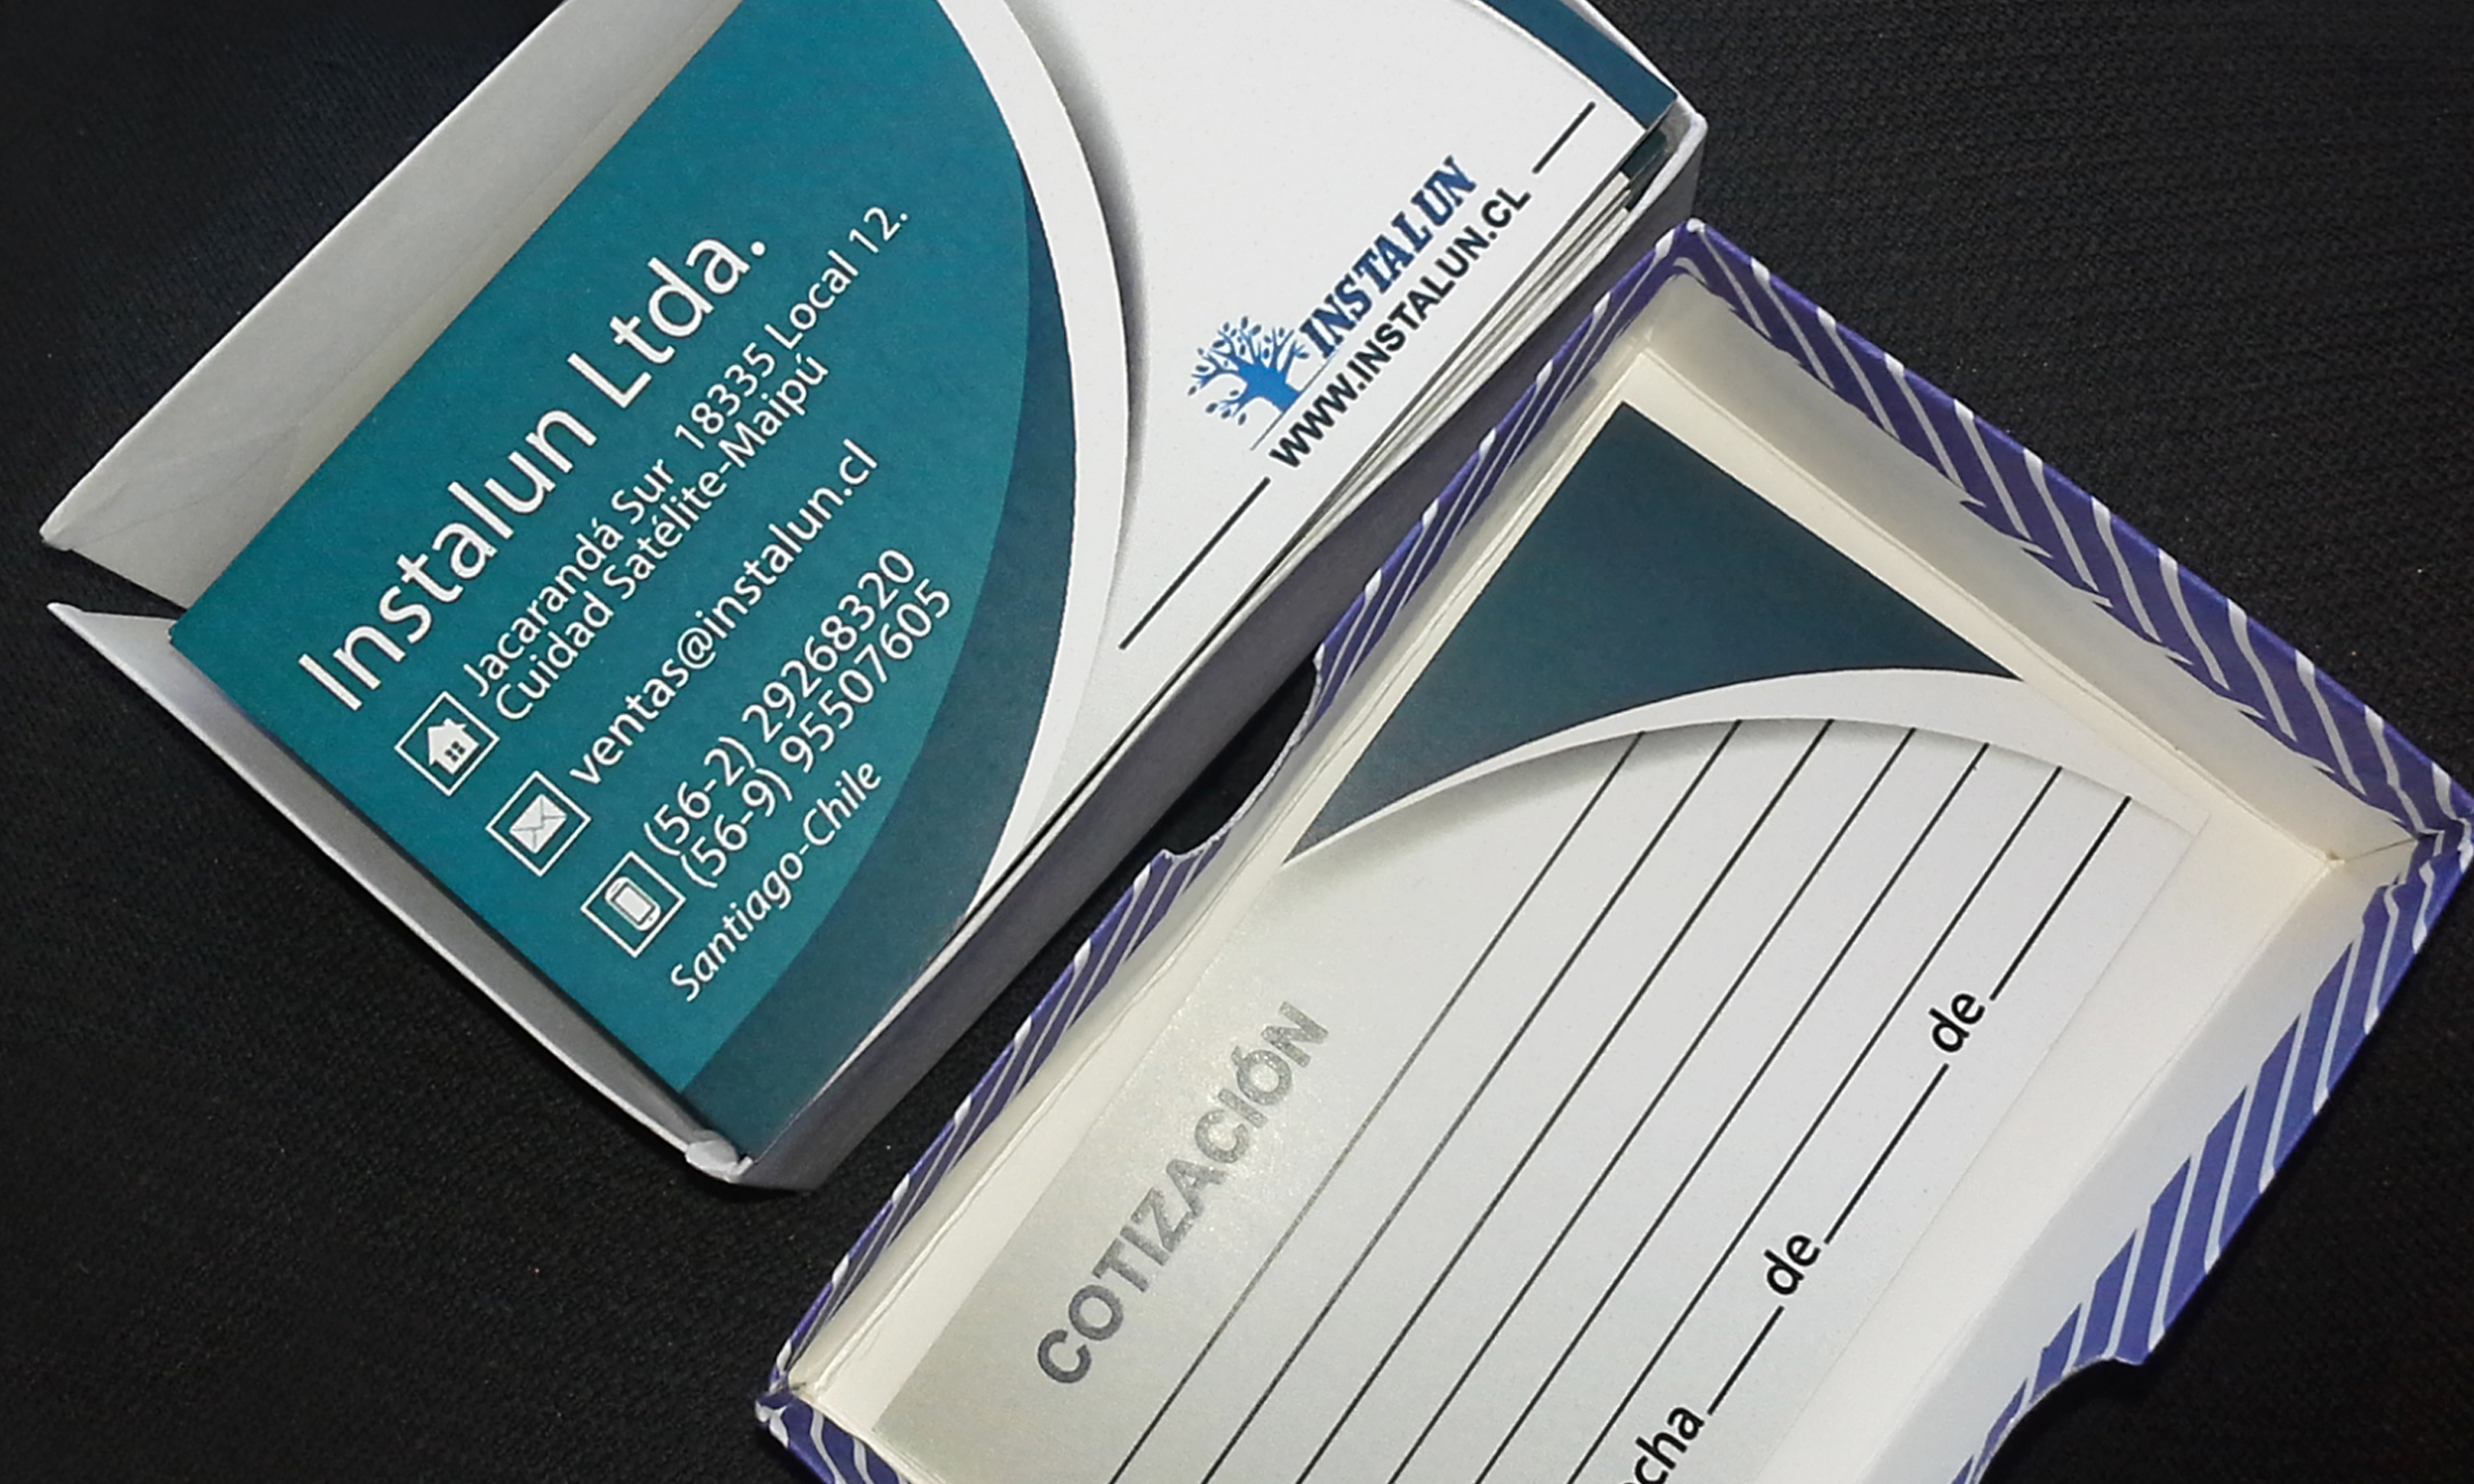 Instalun Ltda.
Jacarandá Sur 18335 Local 12.
Cuidad Satélite-Maipú
ventas@instalun.cl
(56-2) 29268320
(56-9) 95507605
Santiago-Chile
INSTALUN
WWW.INSTALUN.CL
COTIZACIÓN
echa de de